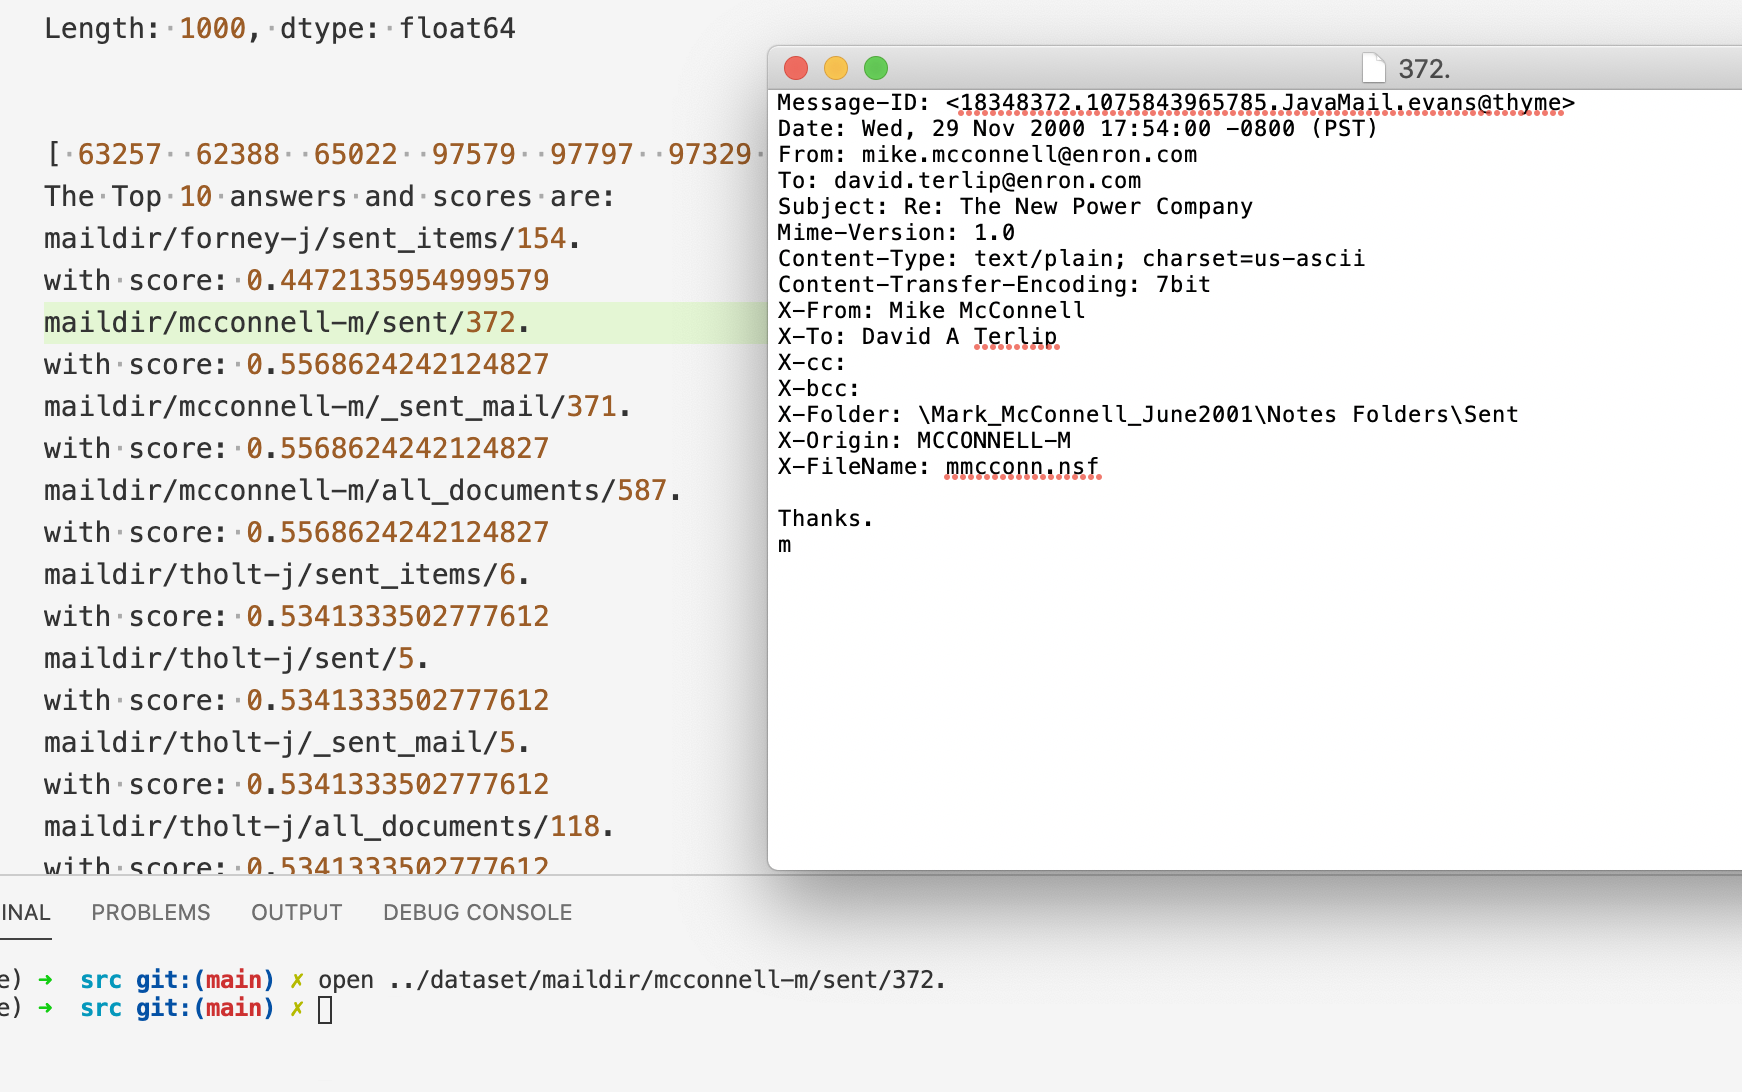 Length: 1000, dtype: float64
[ 63257 62388 65022 97579 97797 97329
The Top 10 answers and scores are:
maildir/forney-j/sent_items/154.
with score: 0.4472135954999579
maildir/mcconnell-m/sent/372.
with score: 0.5568624242124827
maildir/mcconnell-m/_sent_mail/371.
with score: 0.5568624242124827
maildir/mcconnell-m/all_documents/587.
with score: 0.5568624242124827
maildir/tholt-j/sent_items/6.
with score: 0.5341333502777612
maildir/tholt-j/sent/5.
with score: 0.5341333502777612
maildir/tholt-j/_sent_mail/5.
with score: 0.5341333502777612
maildir/tholt-j/all_documents/118.
with score: 0.5341333502777612
372.
Message-ID: <18348372.1075843965785.JavaMail.evans@thyme>
Date: Wed, 29 Nov 2000 17:54:00 -0800 (PST)
From: mike.mcconnell@enron.com
To: david.terlip@enron.com
Subject: Re: The New Power Company
Mime-Version: 1.0
Content-Type: text/plain; charset=us-ascii
Content-Transfer-Encoding: 7bit
X-From: Mike McConnell
X-To: David A Terlip
X-cc:
X-bcc:
X-Folder: \Mark_McConnell_June2001\Notes Folders\Sent
X-Origin: MCCONNELL-M
X-FileName: mmcconn.nsf
Thanks.
m
INAL PROBLEMS OUTPUT DEBUG CONSOLE
e) ➜ src git:(main) ✗ open ../dataset/maildir/mcconnell-m/sent/372.
e) ➜ src git:(main) ✗